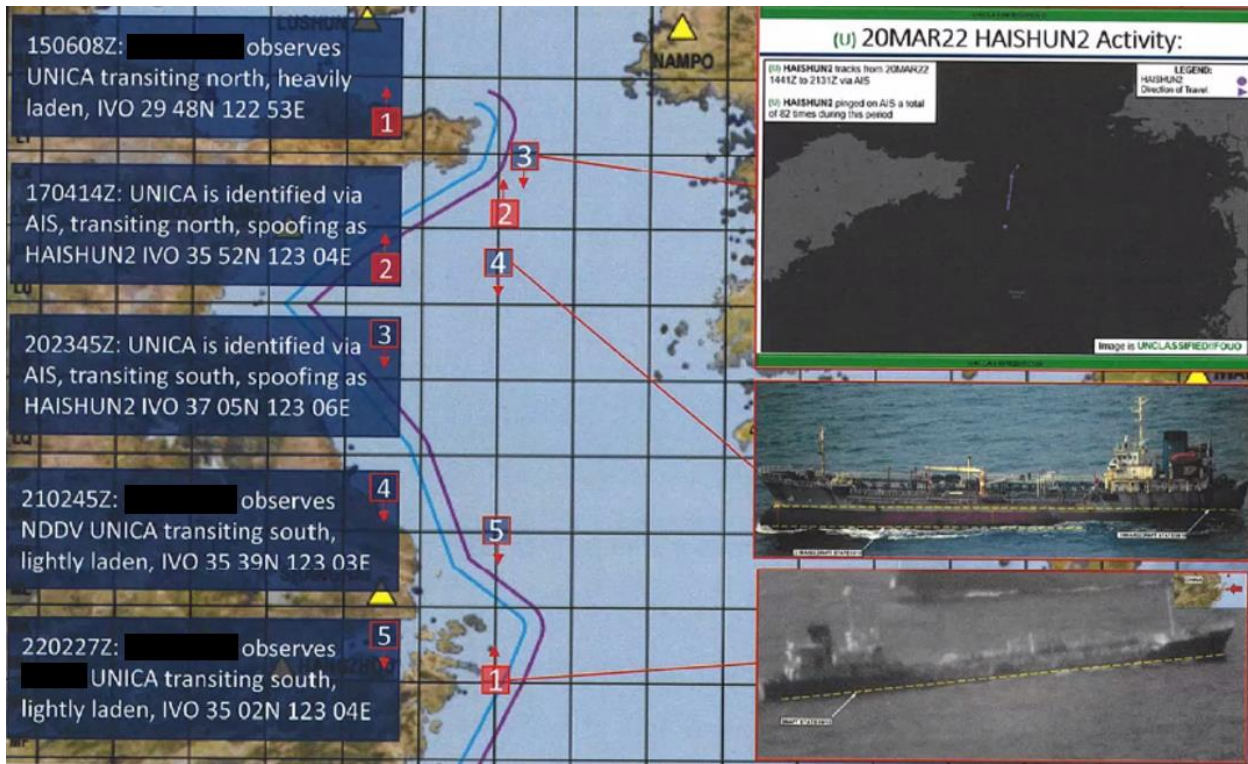 LUSHUN
NAMPO
150608Z: observes
UNICA transiting north, heavily
laden, IVO 29 48N 122 53E
1
170414Z: UNICA is identified via
AIS, transiting north, spoofing as
HAISHUN2 IVO 35 52N 123 04E
2
202345Z: UNICA is identified via
AIS, transiting south, spoofing as
HAISHUN2 IVO 37 05N 123 06E
3
210245Z: observes
NDDV UNICA transiting south,
lightly laden, IVO 35 39N 123 03E
4
220227Z: observes
UNICA transiting south,
lightly laden, IVO 35 02N 123 04E
5
3
2
4
5
1
LQ
(U) 20MAR22 HAISHUN2 Activity:
(U) HAISHUN2 tracks from 20MAR22
1441Z to 2131Z via AIS
(U) HAISHUN2 pinged on AIS a total
of 82 times during this period
LEGEND:
HAISHUN2
Direction of Travel
Image is UNCLASSIFIED//FOUO